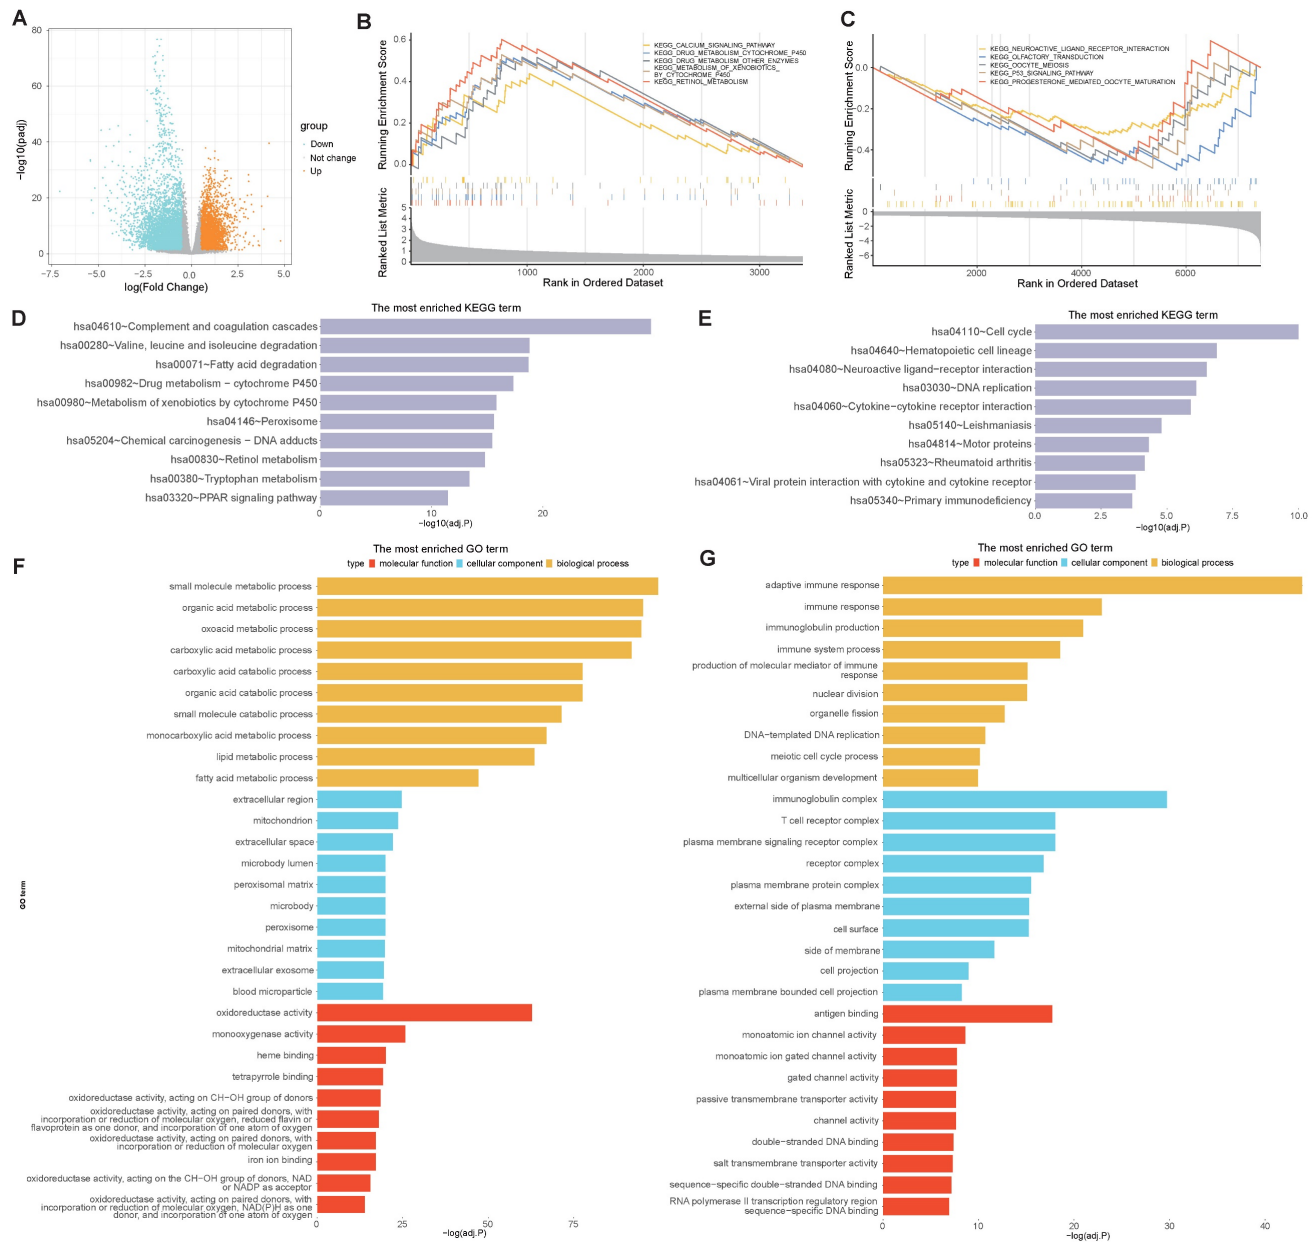 A
80
60
40
20
0
−log10(padj)
−7.5
−5.0
−2.5
0.0
2.5
5.0
log(Fold Change)
group
Down
Not change
Up
B
Running Enrichment Score
0.6
0.4
0.2
0.0
KEGG_CALCIUM_SIGNALING_PATHWAY
KEGG_DRUG_METABOLISM_CYTOCHROME_P450
KEGG_DRUG_METABOLISM_OTHER_ENZYMES
KEGG_METABOLISM_OF_XENOBIOTICS_
BY_CYTOCHROME_P450
KEGG_RETINOL_METABOLISM
Ranked List Metric
5
4
3
2
1
0
1000
2000
3000
Rank in Ordered Dataset
C
Running Enrichment Score
0.0
0.2
0.4
KEGG_NEUROACTIVE_LIGAND_RECEPTOR_INTERACTION
KEGG_OLFACTORY_TRANSDUCTION
KEGG_OOCYTE_MEIOSIS
KEGG_P53_SIGNALING_PATHWAY
KEGG_PROGESTERONE_MEDIATED_OOCYTE_MATURATION
Ranked List Metric
0
−2
−4
−6
2000
4000
6000
Rank in Ordered Dataset
D
The most enriched KEGG term
hsa04610~Complement and coagulation cascades
hsa00280~Valine, leucine and isoleucine degradation
hsa00071~Fatty acid degradation
hsa00982~Drug metabolism − cytochrome P450
hsa00980~Metabolism of xenobiotics by cytochrome P450
hsa04146~Peroxisome
hsa05204~Chemical carcinogenesis − DNA adducts
hsa00830~Retinol metabolism
hsa00380~Tryptophan metabolism
hsa03320~PPAR signaling pathway
0
10
20
−log10(adj.P)
E
The most enriched KEGG term
hsa04110~Cell cycle
hsa04640~Hematopoietic cell lineage
hsa04080~Neuroactive ligand−receptor interaction
hsa03030~DNA replication
hsa04060~Cytokine−cytokine receptor interaction
hsa05140~Leishmaniasis
hsa04814~Motor proteins
hsa05323~Rheumatoid arthritis
hsa04061~Viral protein interaction with cytokine and cytokine receptor
hsa05340~Primary immunodeficiency
0.0
2.5
5.0
7.5
10.0
−log10(adj.P)
F
The most enriched GO term
type molecular function cellular component biological process
GO term
small molecule metabolic process
organic acid metabolic process
oxoacid metabolic process
carboxylic acid metabolic process
carboxylic acid catabolic process
organic acid catabolic process
small molecule catabolic process
monocarboxylic acid metabolic process
lipid metabolic process
fatty acid metabolic process
extracellular region
mitochondrion
extracellular space
microbody lumen
peroxisomal matrix
microbody
peroxisome
mitochondrial matrix
extracellular exosome
blood microparticle
oxidoreductase activity
monooxygenase activity
heme binding
tetrapyrrole binding
oxidoreductase activity, acting on CH−OH group of donors
oxidoreductase activity, acting on paired donors, with
incorporation or reduction of molecular oxygen, reduced flavin or
flavoprotein as one donor, and incorporation of one atom of oxygen
oxidoreductase activity, acting on paired donors, with
incorporation or reduction of molecular oxygen
iron ion binding
oxidoreductase activity, acting on the CH−OH group of donors, NAD
or NADP as acceptor
oxidoreductase activity, acting on paired donors, with
incorporation or reduction of molecular oxygen, NAD(P)H as one
donor, and incorporation of one atom of oxygen
0
25
50
75
−log(adj.P)
G
The most enriched GO term
type molecular function cellular component biological process
adaptive immune response
immune response
immunoglobulin production
immune system process
production of molecular mediator of immune
response
nuclear division
organelle fission
DNA−templated DNA replication
meiotic cell cycle process
multicellular organism development
immunoglobulin complex
T cell receptor complex
plasma membrane signaling receptor complex
receptor complex
plasma membrane protein complex
external side of plasma membrane
cell surface
side of membrane
cell projection
plasma membrane bounded cell projection
antigen binding
monoatomic ion channel activity
monoatomic ion gated channel activity
gated channel activity
passive transmembrane transporter activity
channel activity
double−stranded DNA binding
salt transmembrane transporter activity
sequence−specific double−stranded DNA binding
RNA polymerase II transcription regulatory region
sequence−specific DNA binding
0
10
20
30
40
−log(adj.P)